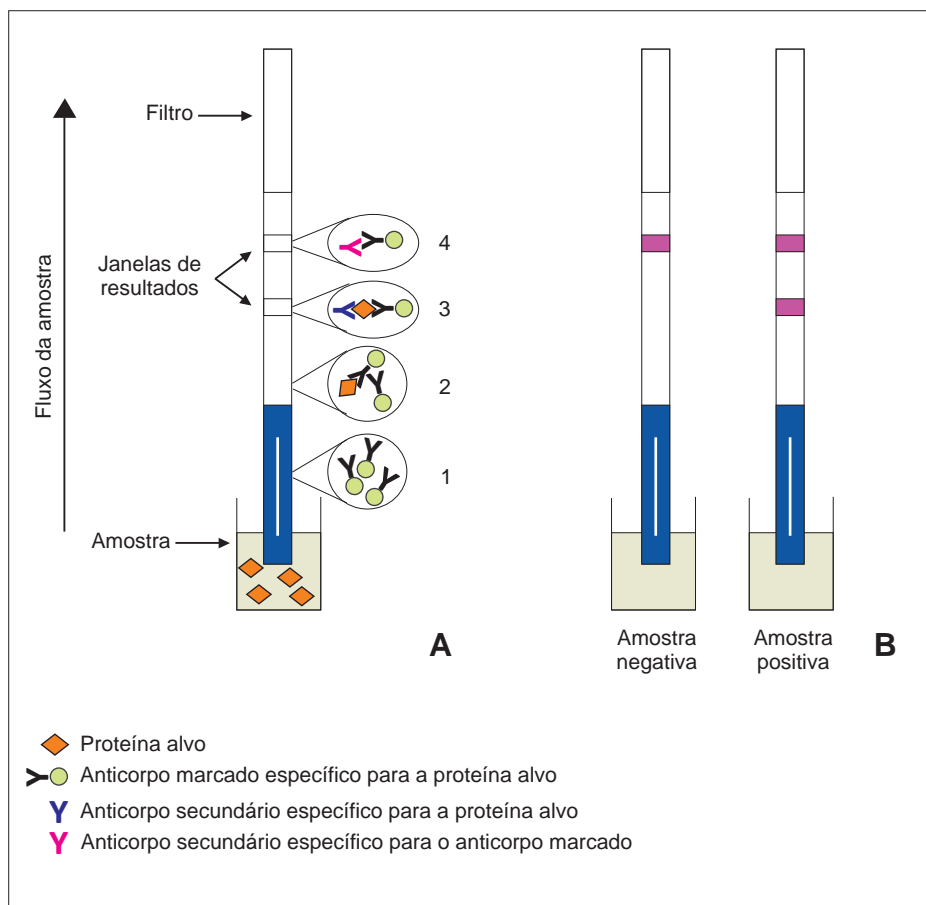 Filtro
Fluxo da amostra
4
Janelas de
resultados
3
2
1
Amostra
A
Amostra
negativa
Amostra
positiva
B
Proteína alvo
Anticorpo marcado específico para a proteína alvo
Anticorpo secundário específico para a proteína alvo
Anticorpo secundário específico para o anticorpo marcado